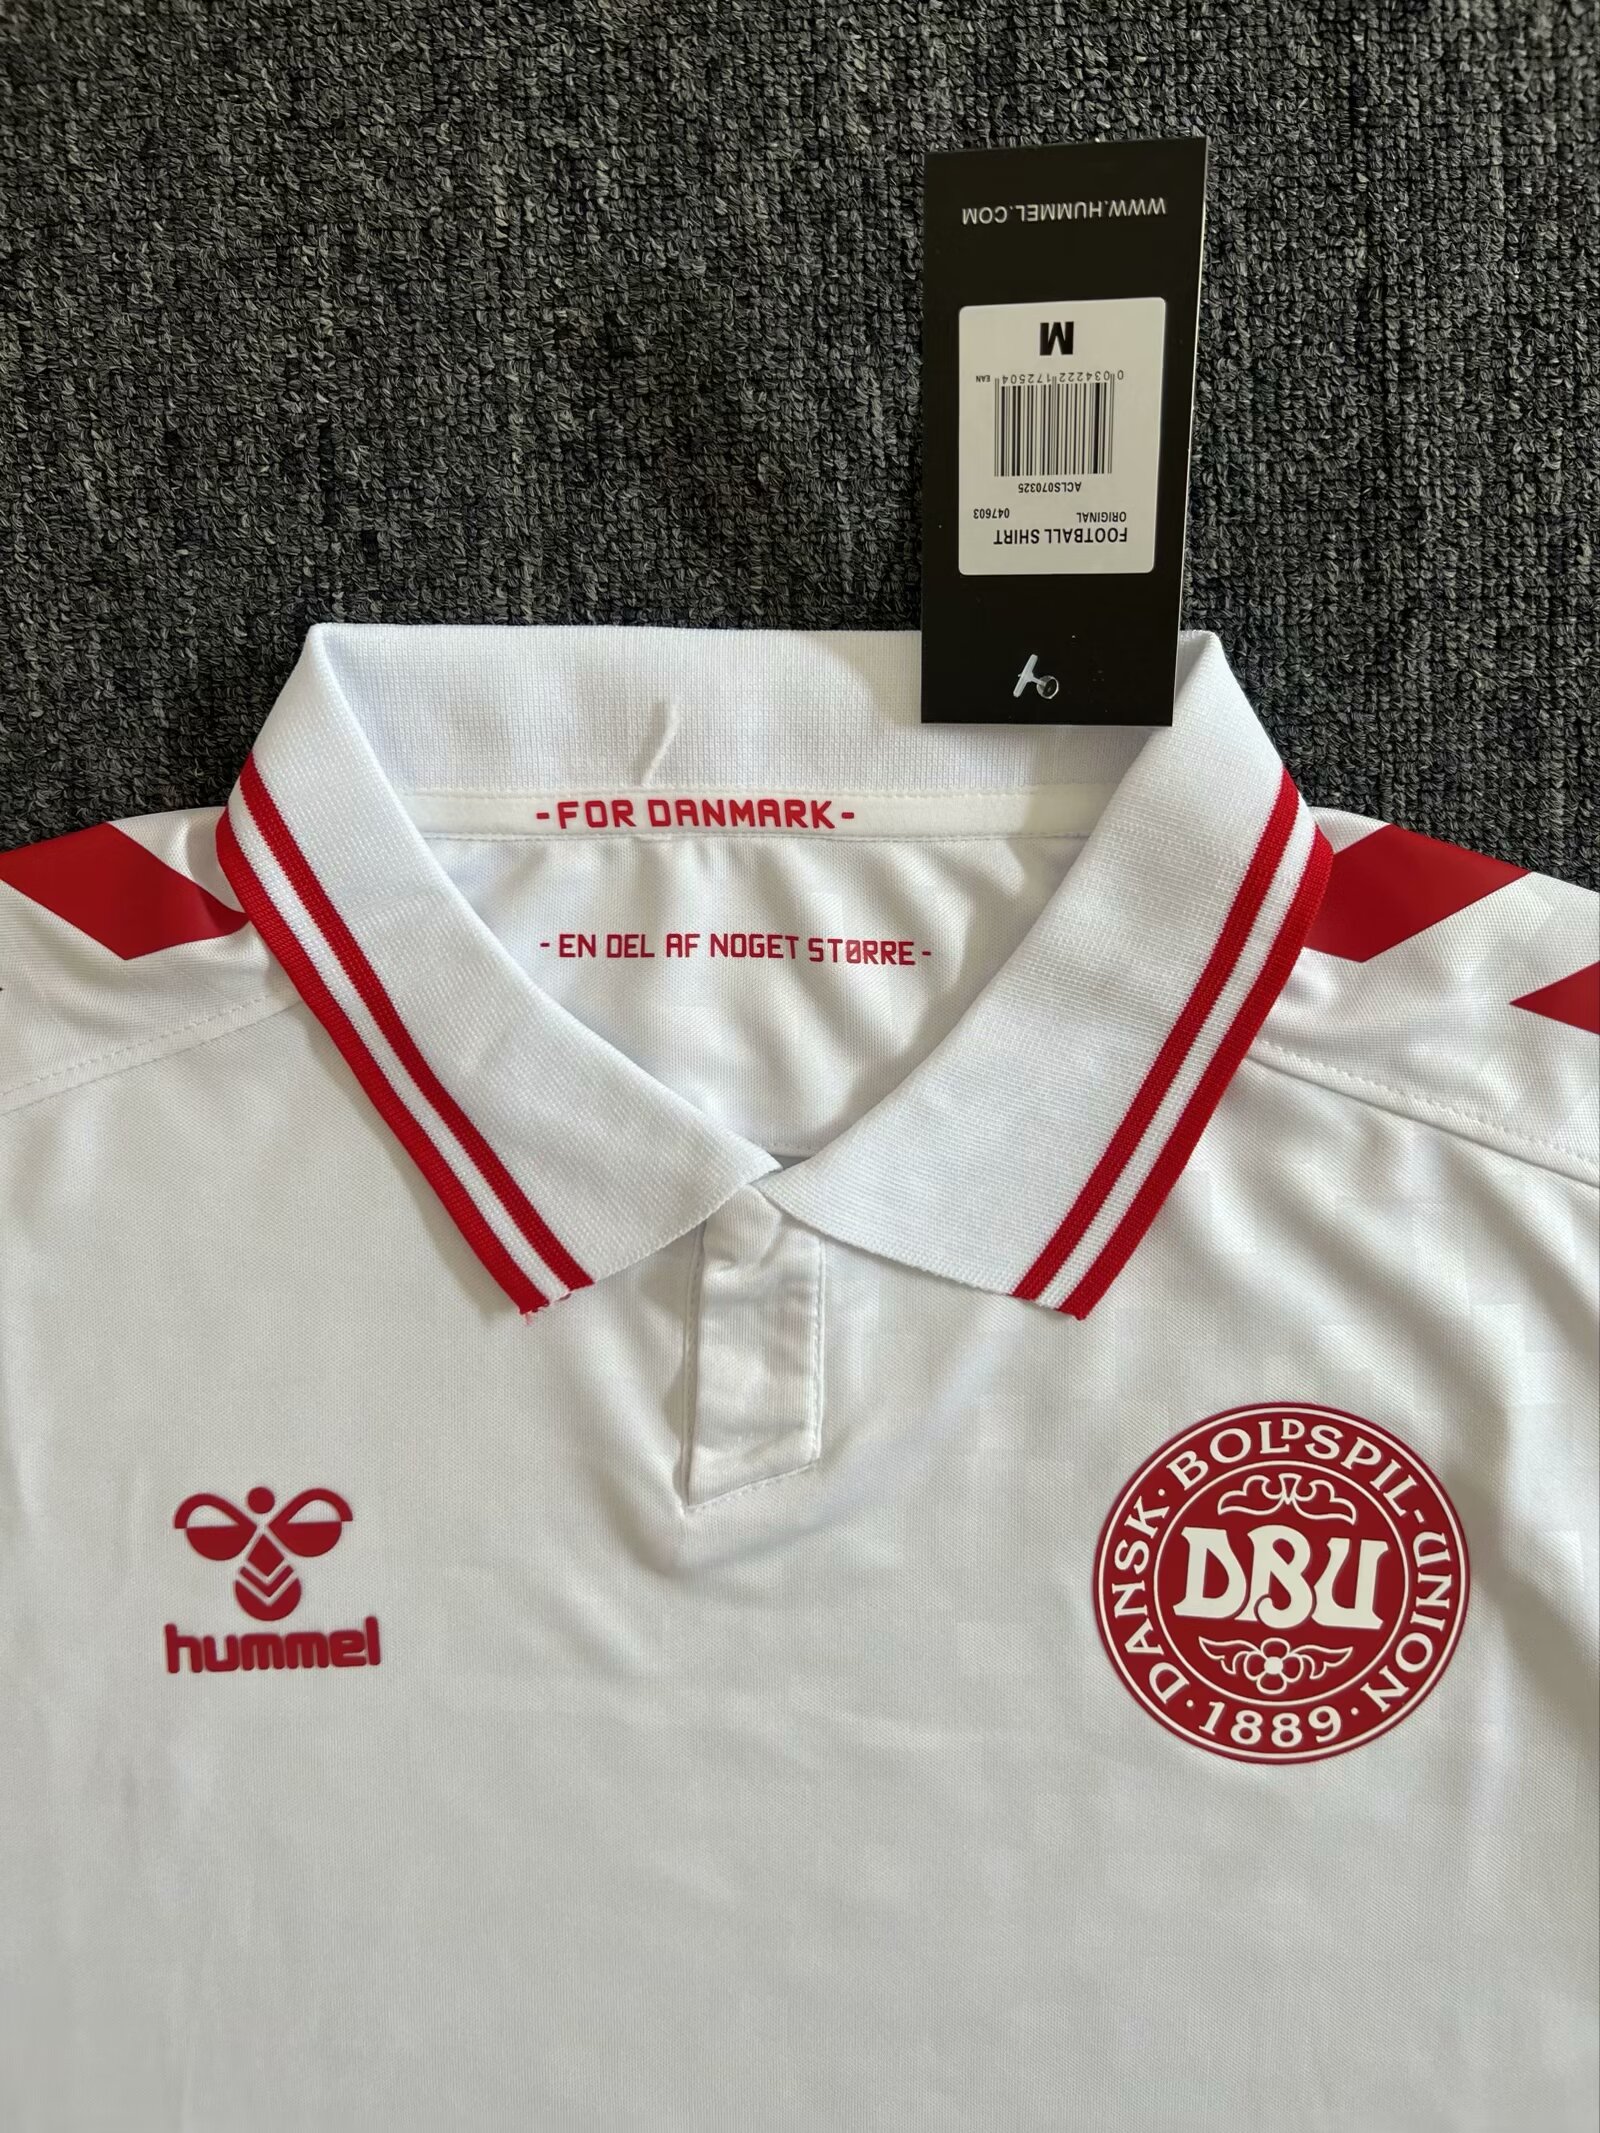 WWW.HUMMEL.COM
FOOTBALL SHIRT
ORIGINAL 047603
ACLS070325
0 034222 172504 EAN
M
-FOR DANMARK-
-EN DEL AF NOGET STØRRE-
hummel
DANSK·BOLDSPIL-UNION
DBU
·1889·